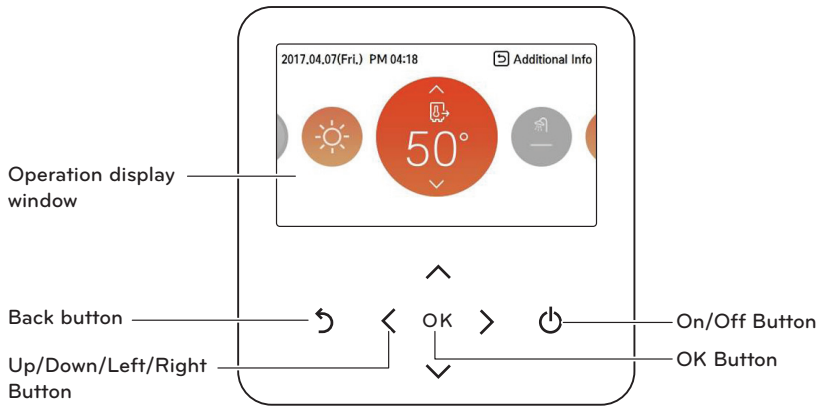 2017.04.07(Fri.) PM 04:18
Additional Info
50°
Operation display
window
Back button
OK
On/Off Button
Up/Down/Left/Right
Button
OK Button